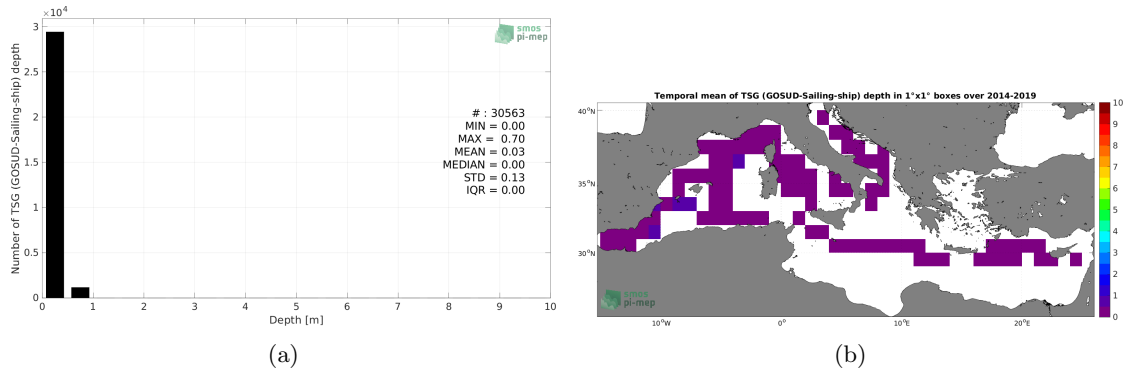 ×10⁴
3
2.5
2
1.5
1
0.5
0
0 1 2 3 4 5 6 7 8 9 10
Number of TSG (GOSUD-Sailing-ship) depth
Depth [m]
smos
pi-mep
# : 30563
MIN = 0.00
MAX = 0.70
MEAN = 0.03
MEDIAN = 0.00
STD = 0.13
IQR = 0.00
(a)
Temporal mean of TSG (GOSUD-Sailing-ship) depth in 1°x1° boxes over 2014-2019
40°N
35°N
30°N
10°W 0° 10°E 20°E
smos
pi-mep
10
9
8
7
6
5
4
3
2
1
0
(b)